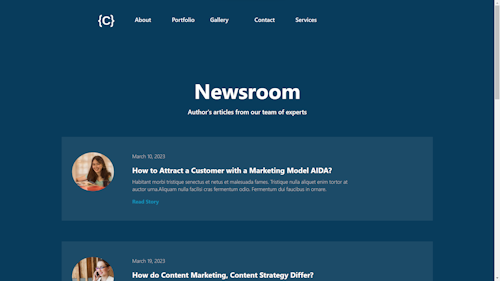 {C} About Portfolio Gallery Contact Services
Newsroom
Author's articles from our team of experts
March 10, 2023
How to Attract a Customer with a Marketing Model AIDA?
Habitant morbi tristique senectus et netus et malesuada fames. Tristique nulla aliquet enim tortor at
auctor urna.Aliquam nulla facilisi cras fermentum odio. Fermentum dui faucibus in ornare.
Read Story
March 19, 2023
How do Content Marketing, Content Strategy Differ?